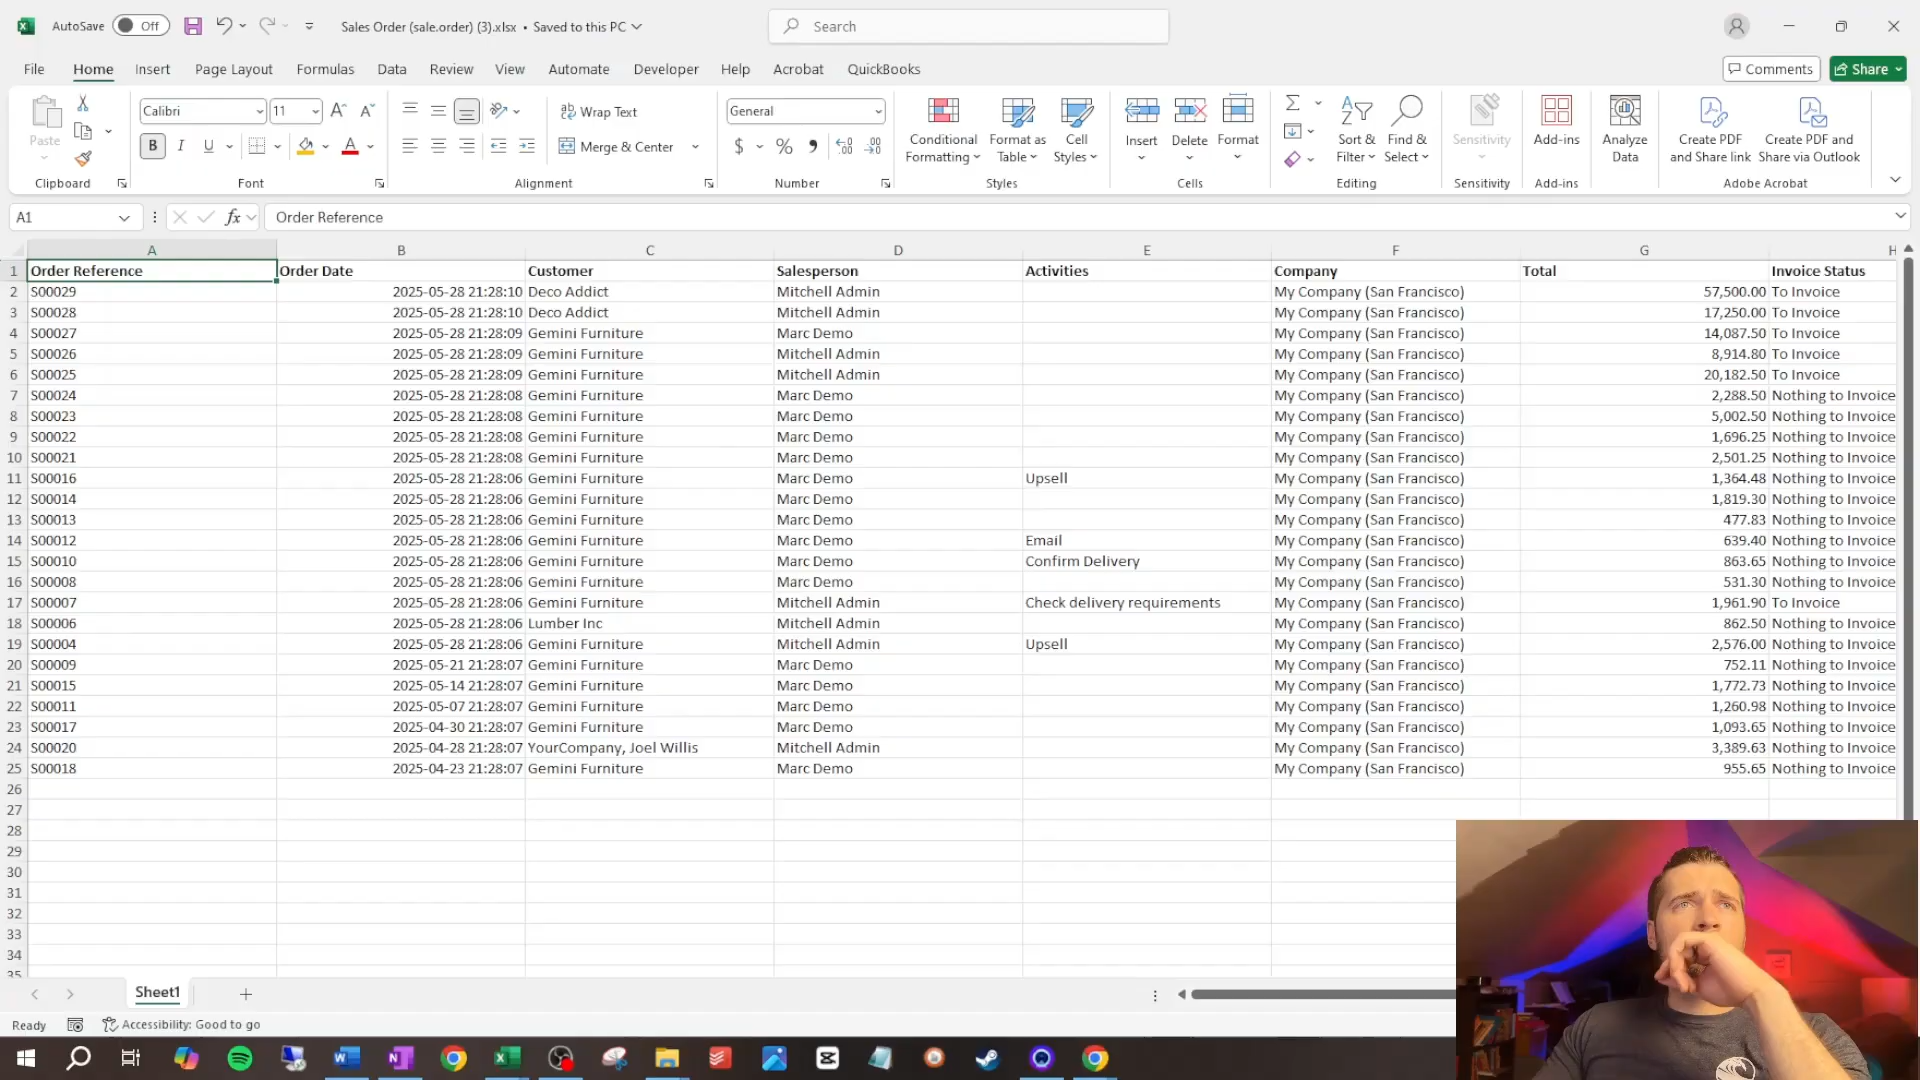 AutoSave Off Sales Order (sale.order) (3).xlsx • Saved to this PC Search
File Home Insert Page Layout Formulas Data Review View Automate Developer Help Acrobat QuickBooks Comments Share
Paste Calibri 11 Wrap Text General Conditional Formatting Format as Table Cell Styles Insert Delete Format Sort & Filter Find & Select Sensitivity Add-ins Analyze Data Create PDF and Share link Create PDF and Share via Outlook
B I U Merge & Center $ %
Clipboard Font Alignment Number Styles Cells Editing Sensitivity Add-ins Adobe Acrobat
A1 fx Order Reference
A B C D E F G H
1 Order Reference Order Date Customer Salesperson Activities Company Total Invoice Status
2 S00029 2025-05-28 21:28:10 Deco Addict Mitchell Admin My Company (San Francisco) 57,500.00 To Invoice
3 S00028 2025-05-28 21:28:10 Deco Addict Mitchell Admin My Company (San Francisco) 17,250.00 To Invoice
4 S00027 2025-05-28 21:28:09 Gemini Furniture Marc Demo My Company (San Francisco) 14,087.50 To Invoice
5 S00026 2025-05-28 21:28:09 Gemini Furniture Mitchell Admin My Company (San Francisco) 8,914.80 To Invoice
6 S00025 2025-05-28 21:28:09 Gemini Furniture Mitchell Admin My Company (San Francisco) 20,182.50 To Invoice
7 S00024 2025-05-28 21:28:08 Gemini Furniture Marc Demo My Company (San Francisco) 2,288.50 Nothing to Invoice
8 S00023 2025-05-28 21:28:08 Gemini Furniture Marc Demo My Company (San Francisco) 5,002.50 Nothing to Invoice
9 S00022 2025-05-28 21:28:08 Gemini Furniture Marc Demo My Company (San Francisco) 1,696.25 Nothing to Invoice
10 S00021 2025-05-28 21:28:08 Gemini Furniture Marc Demo My Company (San Francisco) 2,501.25 Nothing to Invoice
11 S00016 2025-05-28 21:28:06 Gemini Furniture Marc Demo Upsell My Company (San Francisco) 1,364.48 Nothing to Invoice
12 S00014 2025-05-28 21:28:06 Gemini Furniture Marc Demo My Company (San Francisco) 1,819.30 Nothing to Invoice
13 S00013 2025-05-28 21:28:06 Gemini Furniture Marc Demo My Company (San Francisco) 477.83 Nothing to Invoice
14 S00012 2025-05-28 21:28:06 Gemini Furniture Marc Demo Email My Company (San Francisco) 639.40 Nothing to Invoice
15 S00010 2025-05-28 21:28:06 Gemini Furniture Marc Demo Confirm Delivery My Company (San Francisco) 863.65 Nothing to Invoice
16 S00008 2025-05-28 21:28:06 Gemini Furniture Marc Demo My Company (San Francisco) 531.30 Nothing to Invoice
17 S00007 2025-05-28 21:28:06 Gemini Furniture Mitchell Admin Check delivery requirements My Company (San Francisco) 1,961.90 To Invoice
18 S00006 2025-05-28 21:28:06 Lumber Inc Mitchell Admin My Company (San Francisco) 862.50 Nothing to Invoice
19 S00004 2025-05-28 21:28:06 Gemini Furniture Mitchell Admin Upsell My Company (San Francisco) 2,576.00 Nothing to Invoice
20 S00009 2025-05-21 21:28:07 Gemini Furniture Marc Demo My Company (San Francisco) 752.11 Nothing to Invoice
21 S00015 2025-05-14 21:28:07 Gemini Furniture Marc Demo My Company (San Francisco) 1,772.73 Nothing to Invoice
22 S00011 2025-05-07 21:28:07 Gemini Furniture Marc Demo My Company (San Francisco) 1,260.98 Nothing to Invoice
23 S00017 2025-04-30 21:28:07 Gemini Furniture Marc Demo My Company (San Francisco) 1,093.65 Nothing to Invoice
24 S00020 2025-04-28 21:28:07 YourCompany, Joel Willis Mitchell Admin My Company (San Francisco) 3,389.63 Nothing to Invoice
25 S00018 2025-04-23 21:28:07 Gemini Furniture Marc Demo My Company (San Francisco) 955.65 Nothing to Invoice
26
27
28
29
30
31
32
33
34
35
Sheet1
Ready Accessibility: Good to go